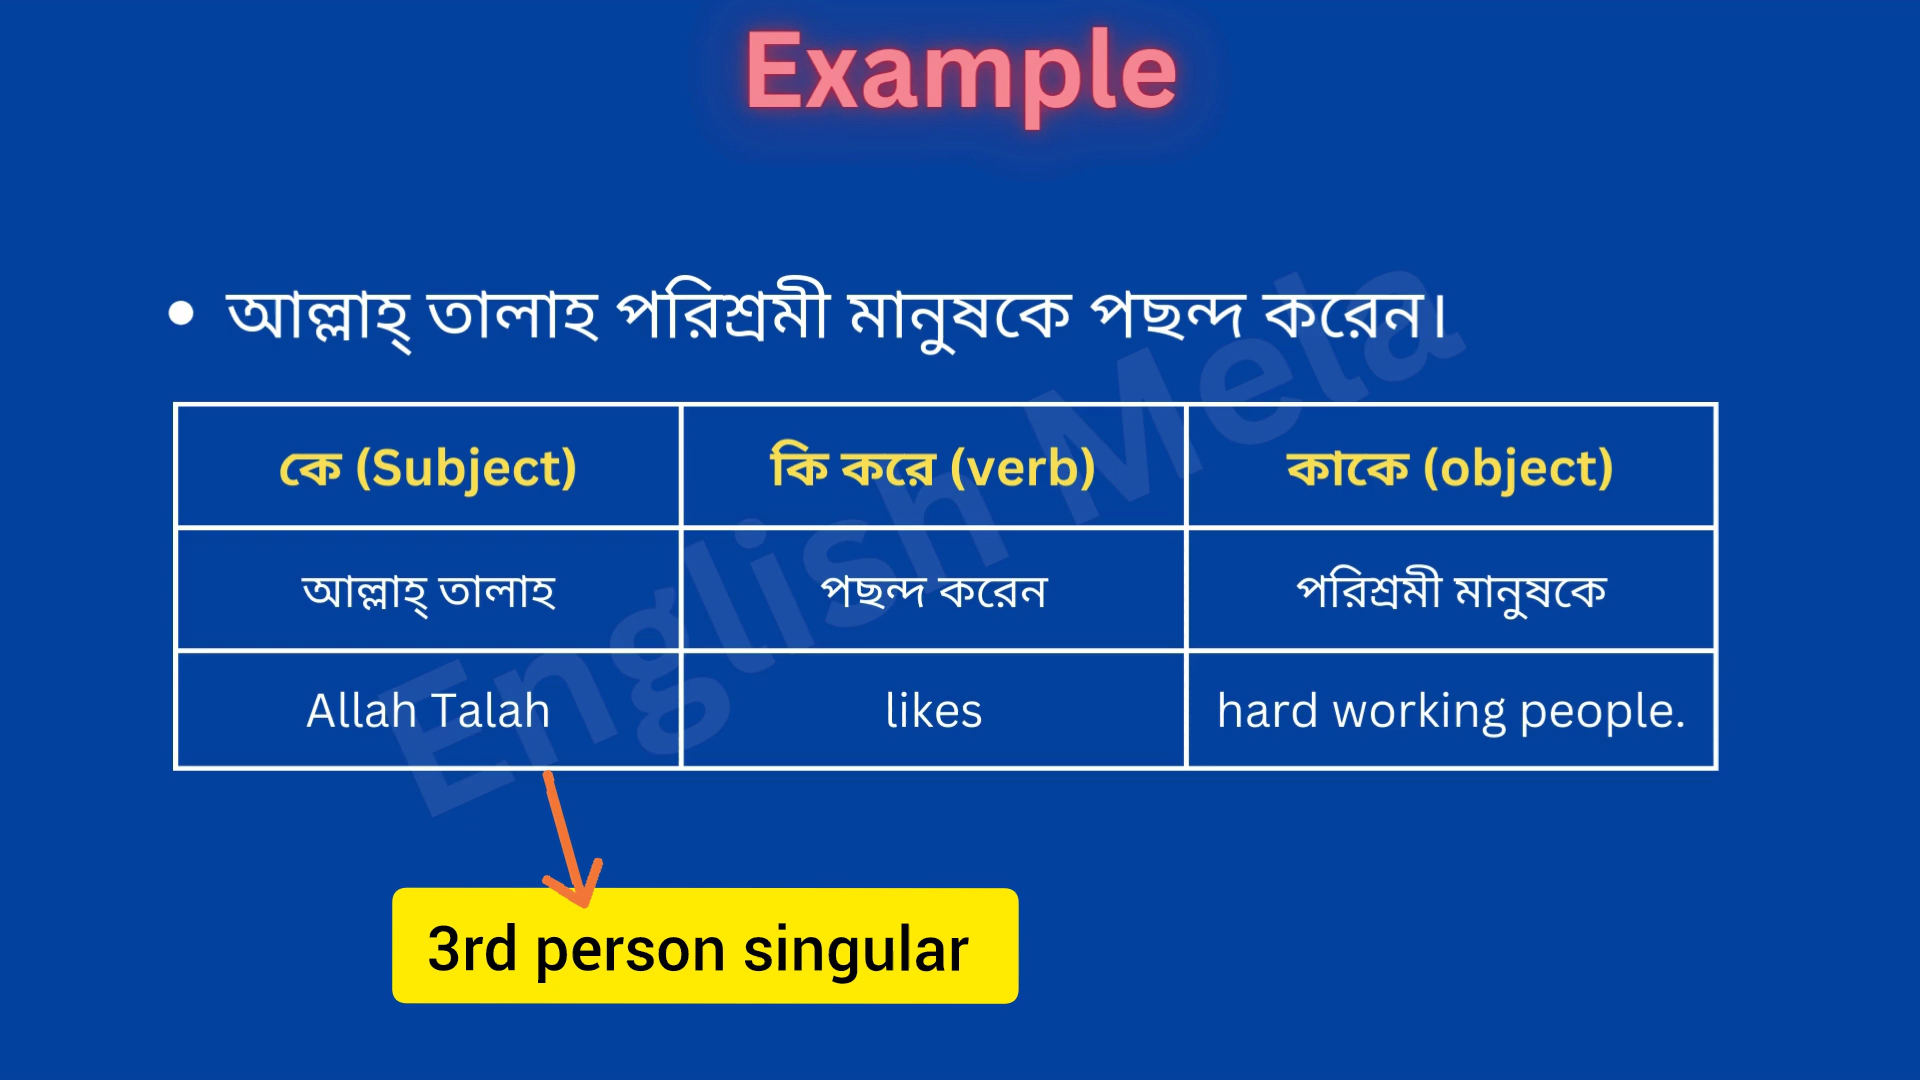 Example
• আল্লাহ্ তালাহ পরিশ্রমী মানুষকে পছন্দ করেন।
কে (Subject) কি করে (verb) কাকে (object)
আল্লাহ্ তালাহ পছন্দ করেন পরিশ্রমী মানুষকে
Allah Talah likes hard working people.
3rd person singular
English Mela